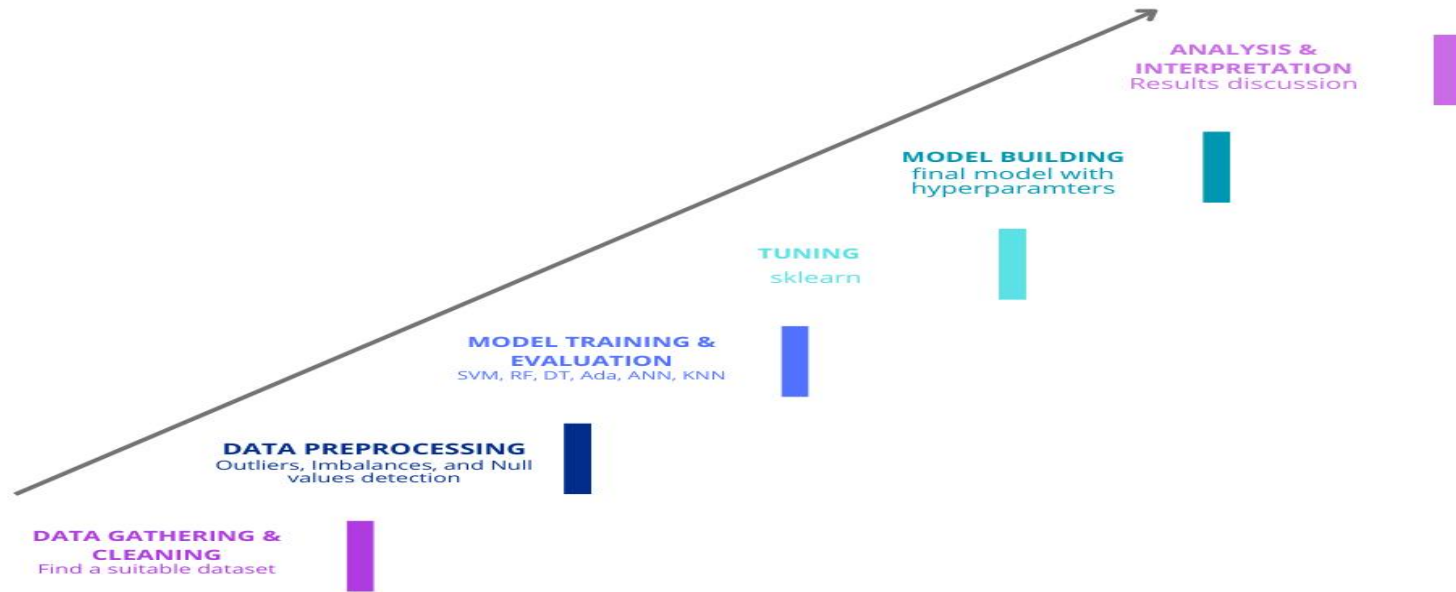 ANALYSIS &
INTERPRETATION
Results discussion
MODEL BUILDING
final model with
hyperparamters
TUNING
sklearn
MODEL TRAINING &
EVALUATION
SVM, RF, DT, Ada, ANN, KNN
DATA PREPROCESSING
Outliers, Imbalances, and Null
values detection
DATA GATHERING &
CLEANING
Find a suitable dataset